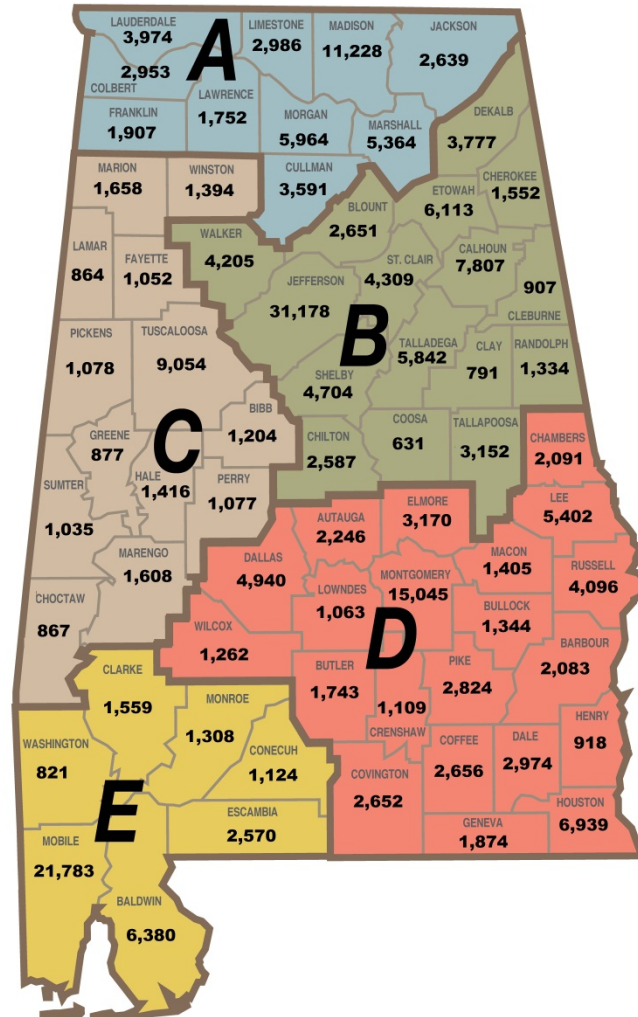 LAUDERDALE
3,974
LIMESTONE
2,986
MADISON
11,228
JACKSON
2,639
A
2,953
COLBERT
LAWRENCE
1,752
FRANKLIN
1,907
MORGAN
5,964
MARSHALL
5,364
DEKALB
3,777
MARION
1,658
WINSTON
1,394
CULLMAN
3,591
CHEROKEE
1,552
ETOWAH
6,113
BLOUNT
2,651
WALKER
4,205
LAMAR
864
FAYETTE
1,052
JEFFERSON
31,178
ST. CLAIR
4,309
CALHOUN
7,807
907
CLEBURNE
B
PICKENS
1,078
TUSCALOOSA
9,054
SHELBY
4,704
TALLADEGA
5,842
CLAY
791
RANDOLPH
1,334
BIBB
1,204
C
GREENE
877
CHILTON
2,587
COOSA
631
TALLAPOOSA
3,152
CHAMBERS
2,091
HALE
1,416
PERRY
1,077
SUMTER
1,035
AUTAUGA
2,246
ELMORE
3,170
LEE
5,402
MARENGO
1,608
DALLAS
4,940
LOWNDES
1,063
MONTGOMERY
15,045
MACON
1,405
RUSSELL
4,096
CHOCTAW
867
WILCOX
1,262
D
BULLOCK
1,344
BARBOUR
2,083
CLARKE
1,559
MONROE
1,308
BUTLER
1,743
1,109
CRENSHAW
PIKE
2,824
HENRY
918
WASHINGTON
821
CONECUH
1,124
COVINGTON
2,652
COFFEE
2,656
DALE
2,974
E
ESCAMBIA
2,570
GENEVA
1,874
HOUSTON
6,939
MOBILE
21,783
BALDWIN
6,380